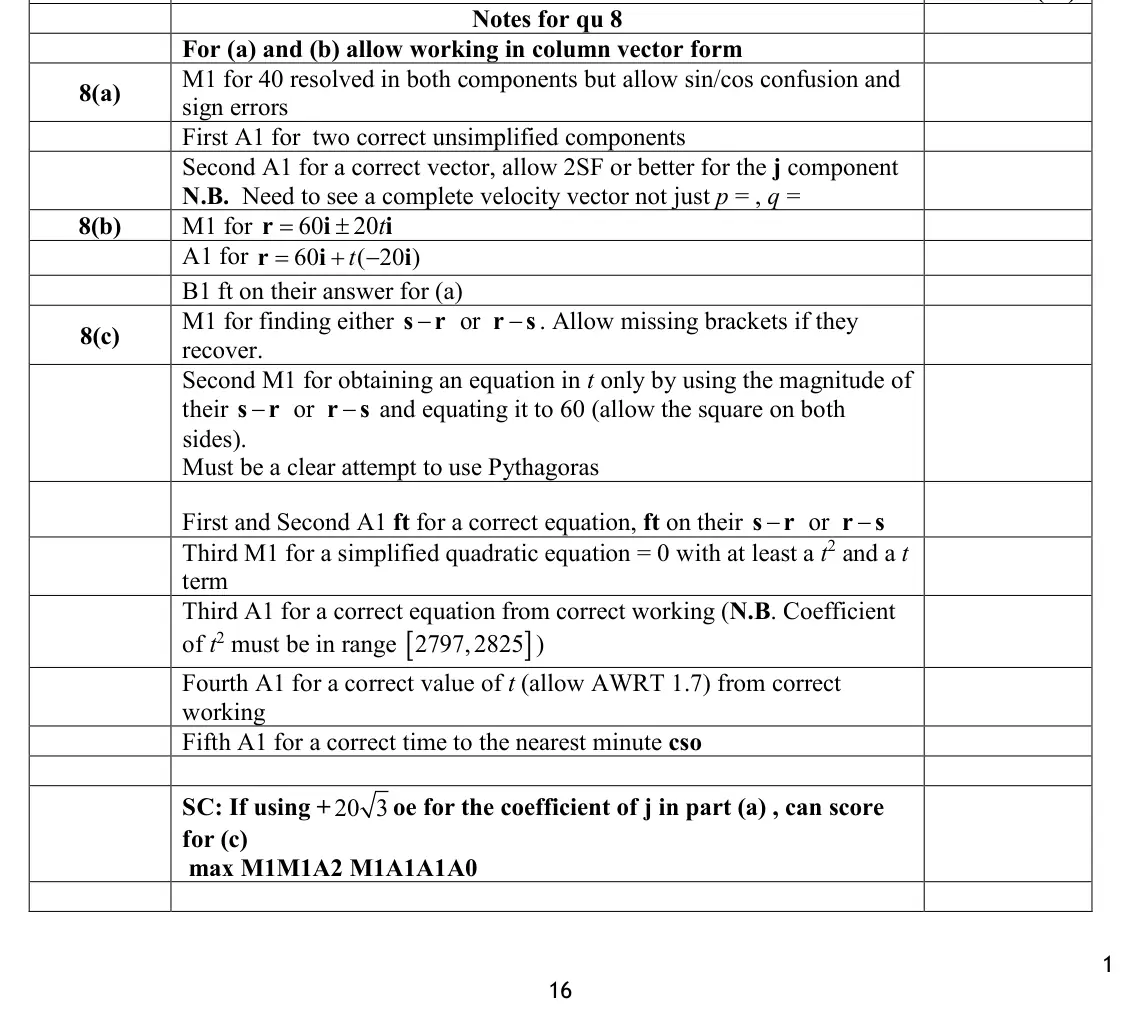 Notes for qu 8
For (a) and (b) allow working in column vector form
8(a)
M1 for 40 resolved in both components but allow sin/cos confusion and
sign errors
First A1 for two correct unsimplified components
Second A1 for a correct vector, allow 2SF or better for the j component
N.B. Need to see a complete velocity vector not just p = , q =
8(b)
M1 for r = 60i ± 20ti
A1 for r = 60i + t(−20i)
B1 ft on their answer for (a)
8(c)
M1 for finding either s − r or r − s . Allow missing brackets if they
recover.
Second M1 for obtaining an equation in t only by using the magnitude of
their s − r or r − s and equating it to 60 (allow the square on both
sides).
Must be a clear attempt to use Pythagoras
First and Second A1 ft for a correct equation, ft on their s − r or r − s
Third M1 for a simplified quadratic equation = 0 with at least a t² and a t
term
Third A1 for a correct equation from correct working (N.B. Coefficient
of t² must be in range [2797, 2825])
Fourth A1 for a correct value of t (allow AWRT 1.7) from correct
working
Fifth A1 for a correct time to the nearest minute cso
SC: If using +20√3 oe for the coefficient of j in part (a) , can score
for (c)
max M1M1A2 M1A1A1A0
1
16